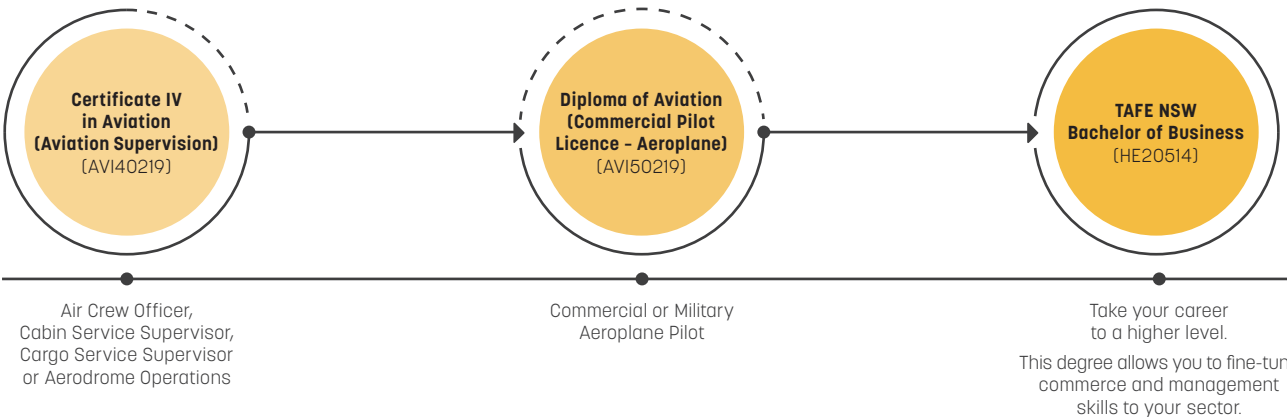 Certificate IV
in Aviation
(Aviation Supervision)
(AVI40219)
Diploma of Aviation
(Commercial Pilot
Licence – Aeroplane)
(AVI50219)
TAFE NSW
Bachelor of Business
(HE20514)
Air Crew Officer,
Cabin Service Supervisor,
Cargo Service Supervisor
or Aerodrome Operations
Commercial or Military
Aeroplane Pilot
Take your career
to a higher level.
This degree allows you to fine-tun
commerce and management
skills to your sector.